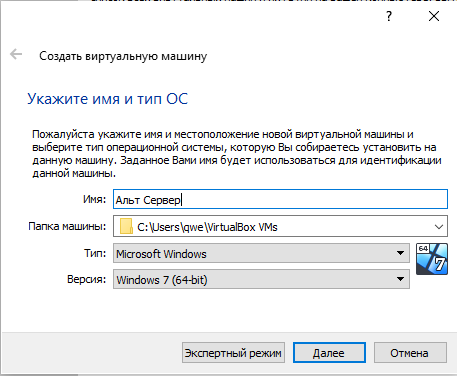 Создать виртуальную машину
Укажите имя и тип ОС
Пожалуйста укажите имя и местоположение новой виртуальной машины и
выберите тип операционной системы, которую Вы собираетесь установить на
данную машину. Заданное Вами имя будет использоваться для идентификации
данной машины.
Имя: Альт Сервер
Папка машины: C:\Users\qwe\VirtualBox VMs
Тип: Microsoft Windows
64
7
Версия: Windows 7 (64-bit)
Экспертный режим Далее Отмена